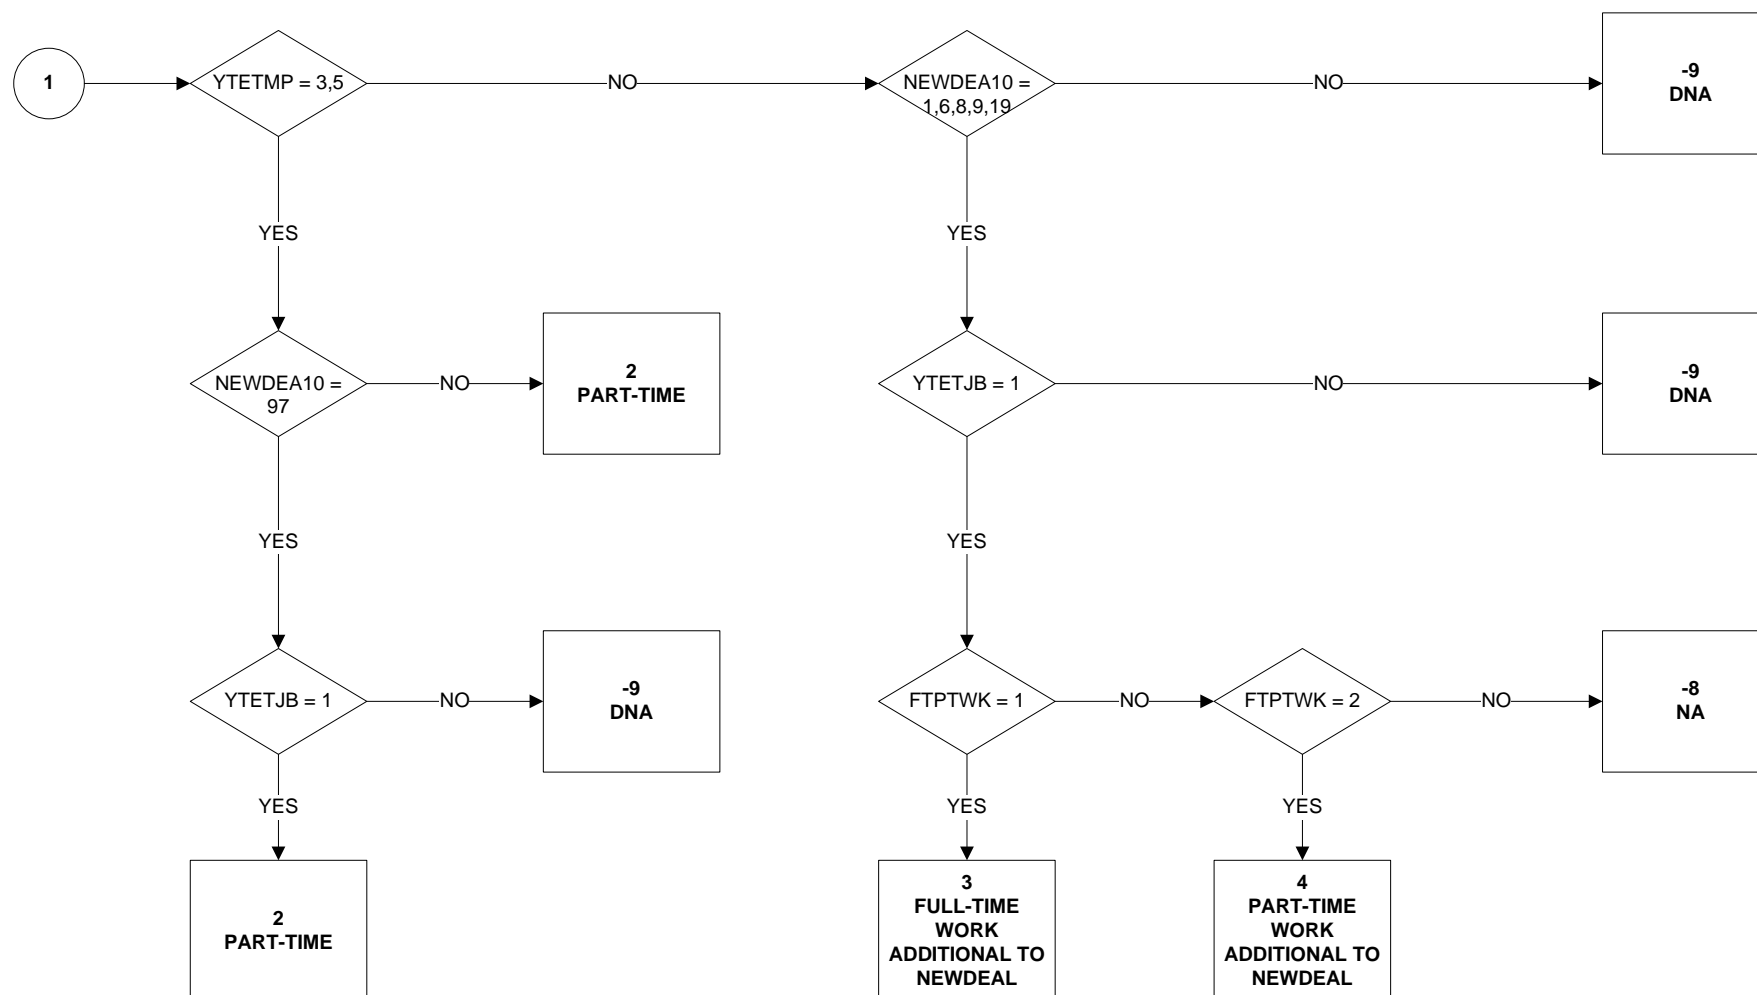 1
YTETMP = 3,5
NO
NEWDEA10 =
1,6,8,9,19
NO
-9
DNA
YES
YES
NEWDEA10 =
97
NO
2
PART-TIME
YTETJB = 1
NO
-9
DNA
YES
YES
YTETJB = 1
NO
-9
DNA
FTPTWK = 1
NO
FTPTWK = 2
NO
-8
NA
YES
YES
YES
2
PART-TIME
3
FULL-TIME
WORK
ADDITIONAL TO
NEWDEAL
4
PART-TIME
WORK
ADDITIONAL TO
NEWDEAL